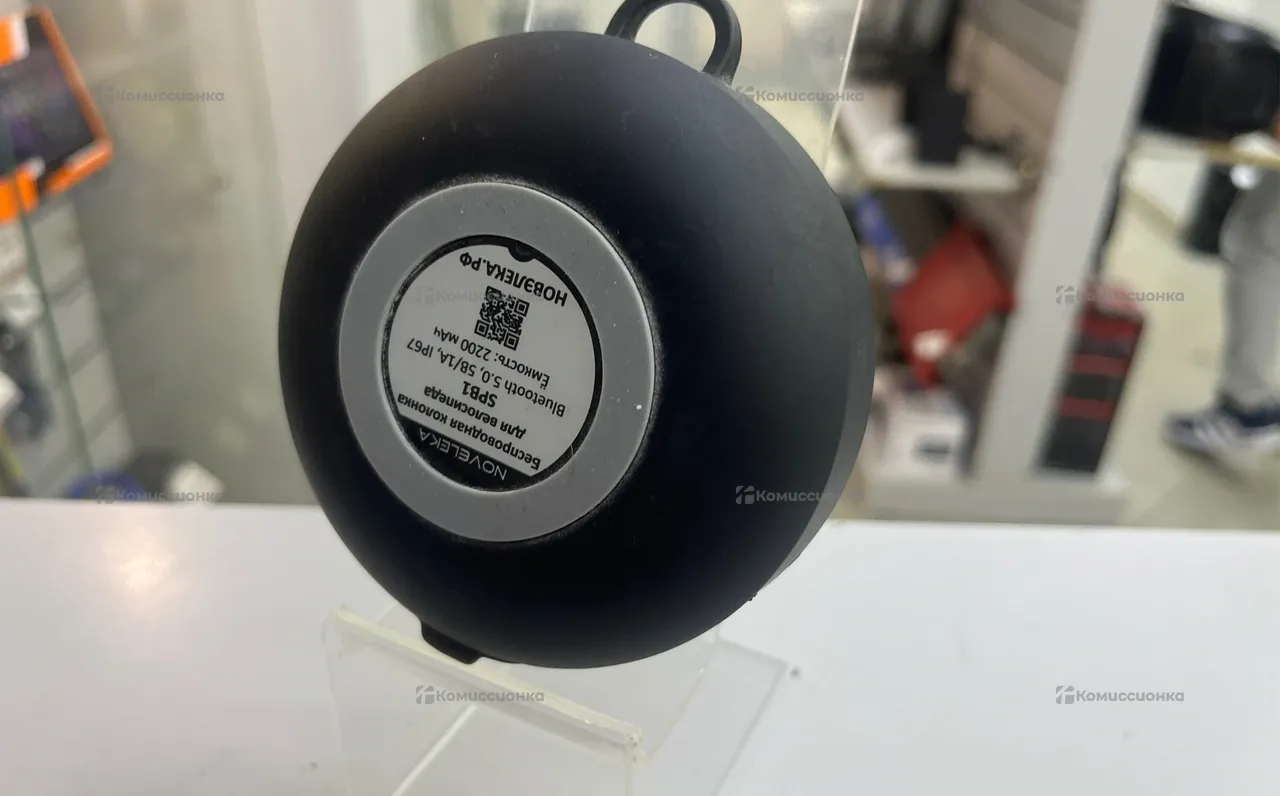 NOVELEKA
Беспроводная колонка
для велосипеда
SPB1
Bluetooth 5.0, 5В/1А, IP67
Ёмкость: 2200 мАч
НОВЭЛЕКА.РФ
Комиссионка
Комиссионка
Комиссионка
Комиссионка
Комиссионка
Комиссионка
Комиссионка
Комиссионка